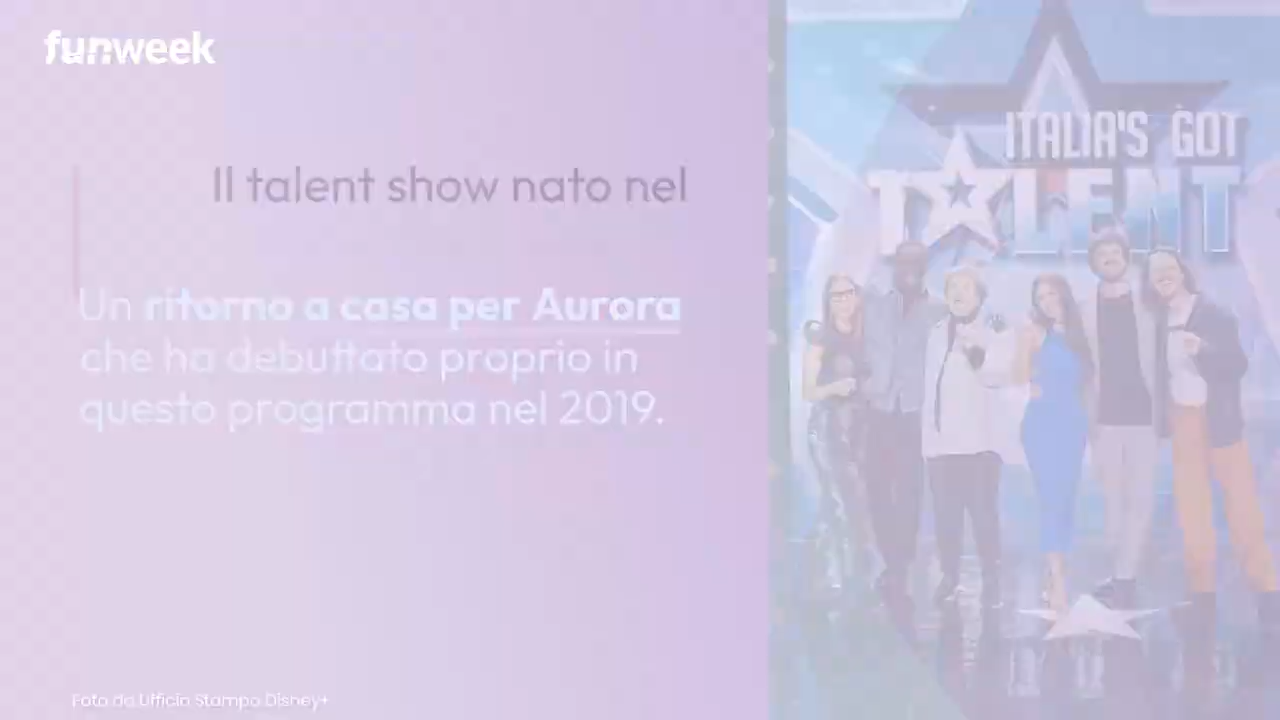 funweek
Il talent show nato nel
Un ritorno a casa per Aurora
che ha debuttato proprio in
questo programma nel 2019.
ITALIA'S GOT
TALENT
Foto da Ufficio Stampa Disney+